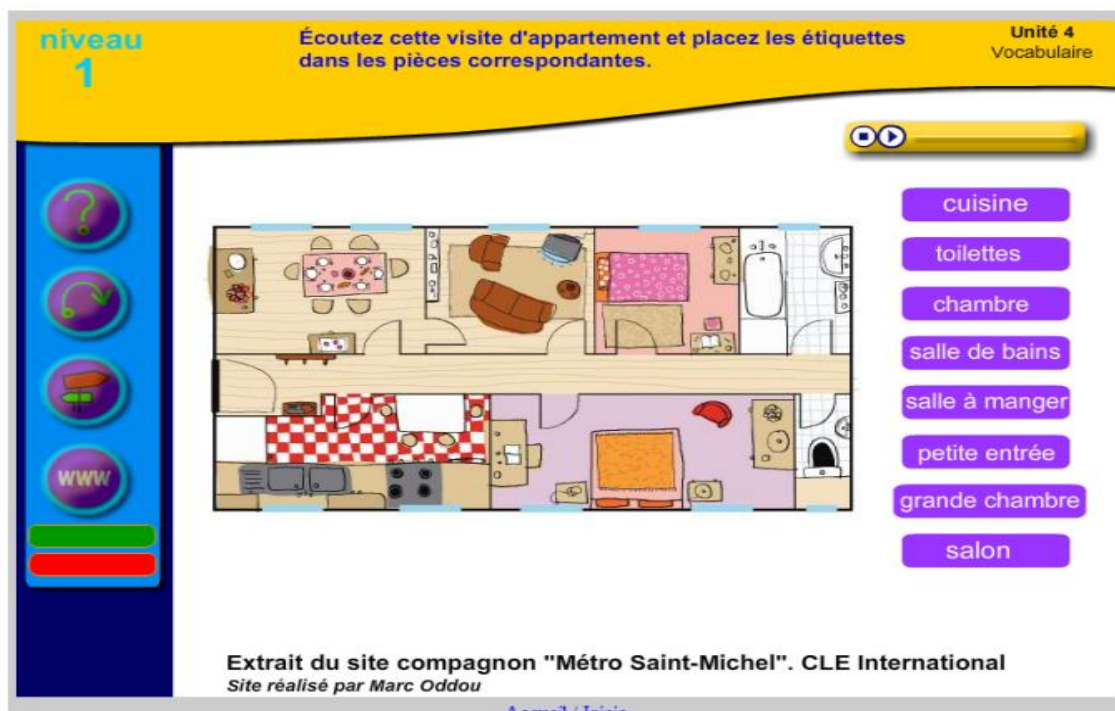 niveau
1
Écoutez cette visite d'appartement et placez les étiquettes
dans les pièces correspondantes.
Unité 4
Vocabulaire
cuisine
toilettes
chambre
salle de bains
salle à manger
petite entrée
grande chambre
salon
www
Extrait du site compagnon "Métro Saint-Michel". CLE International
Site réalisé par Marc Oddou